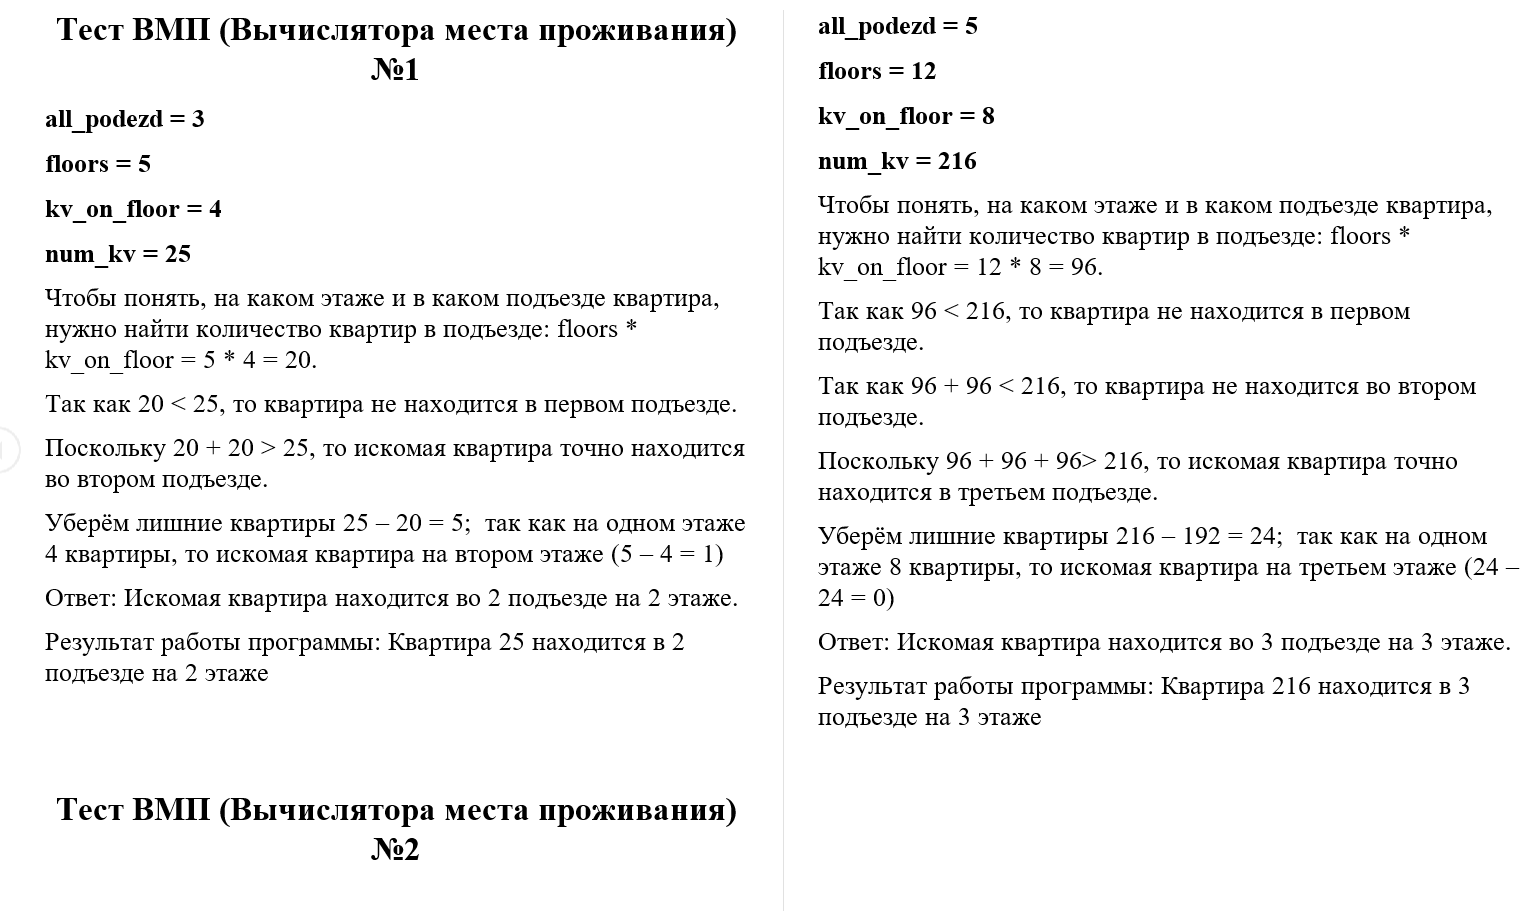 Тест ВМП (Вычислятора места проживания)
№1
all_podezd = 3
floors = 5
kv_on_floor = 4
num_kv = 25
Чтобы понять, на каком этаже и в каком подъезде квартира,
нужно найти количество квартир в подъезде: floors *
kv_on_floor = 5 * 4 = 20.
Так как 20 < 25, то квартира не находится в первом подъезде.
Поскольку 20 + 20 > 25, то искомая квартира точно находится
во втором подъезде.
Уберём лишние квартиры 25 – 20 = 5;  так как на одном этаже
4 квартиры, то искомая квартира на втором этаже (5 – 4 = 1)
Ответ: Искомая квартира находится во 2 подъезде на 2 этаже.
Результат работы программы: Квартира 25 находится в 2
подъезде на 2 этаже
Тест ВМП (Вычислятора места проживания)
№2
all_podezd = 5
floors = 12
kv_on_floor = 8
num_kv = 216
Чтобы понять, на каком этаже и в каком подъезде квартира,
нужно найти количество квартир в подъезде: floors *
kv_on_floor = 12 * 8 = 96.
Так как 96 < 216, то квартира не находится в первом
подъезде.
Так как 96 + 96 < 216, то квартира не находится во втором
подъезде.
Поскольку 96 + 96 + 96> 216, то искомая квартира точно
находится в третьем подъезде.
Уберём лишние квартиры 216 – 192 = 24;  так как на одном
этаже 8 квартиры, то искомая квартира на третьем этаже (24 –
24 = 0)
Ответ: Искомая квартира находится во 3 подъезде на 3 этаже.
Результат работы программы: Квартира 216 находится в 3
подъезде на 3 этаже